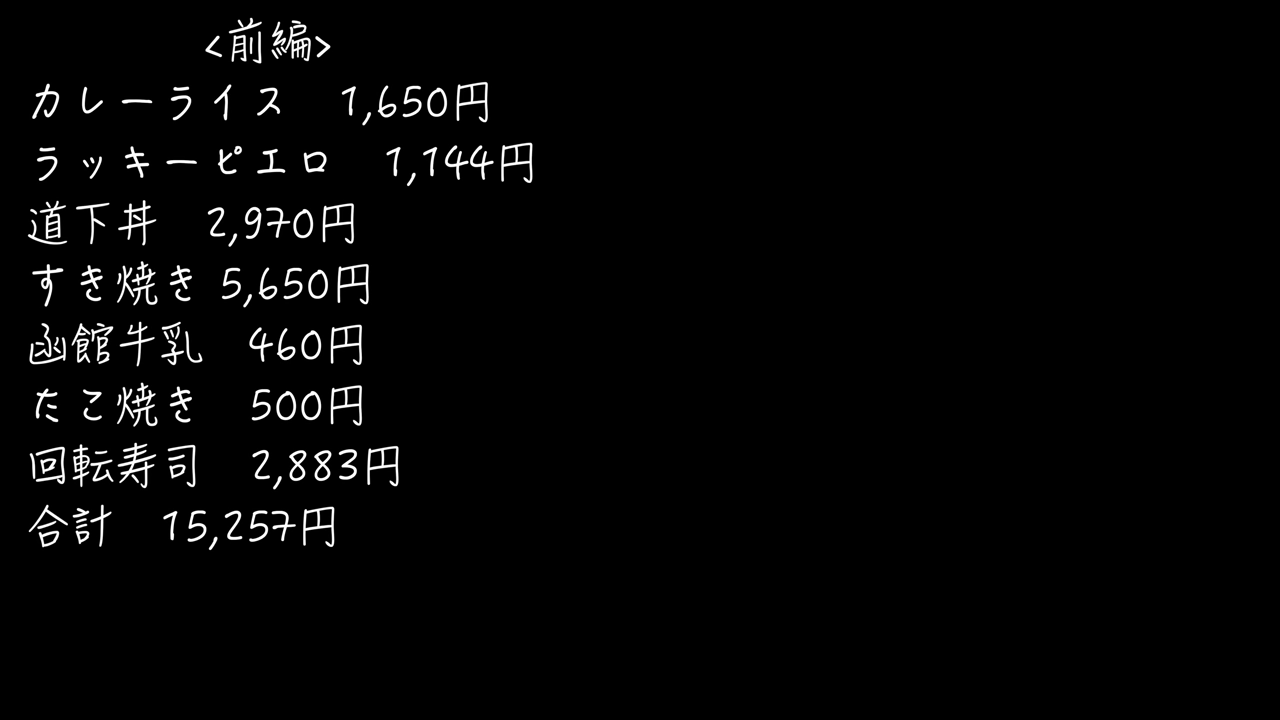 <前編>
カレーライス　1,650円
ラッキーピエロ　1,144円
道下丼　2,970円
すき焼き 5,650円
函館牛乳　460円
たこ焼き　500円
回転寿司　2,883円
合計　15,257円